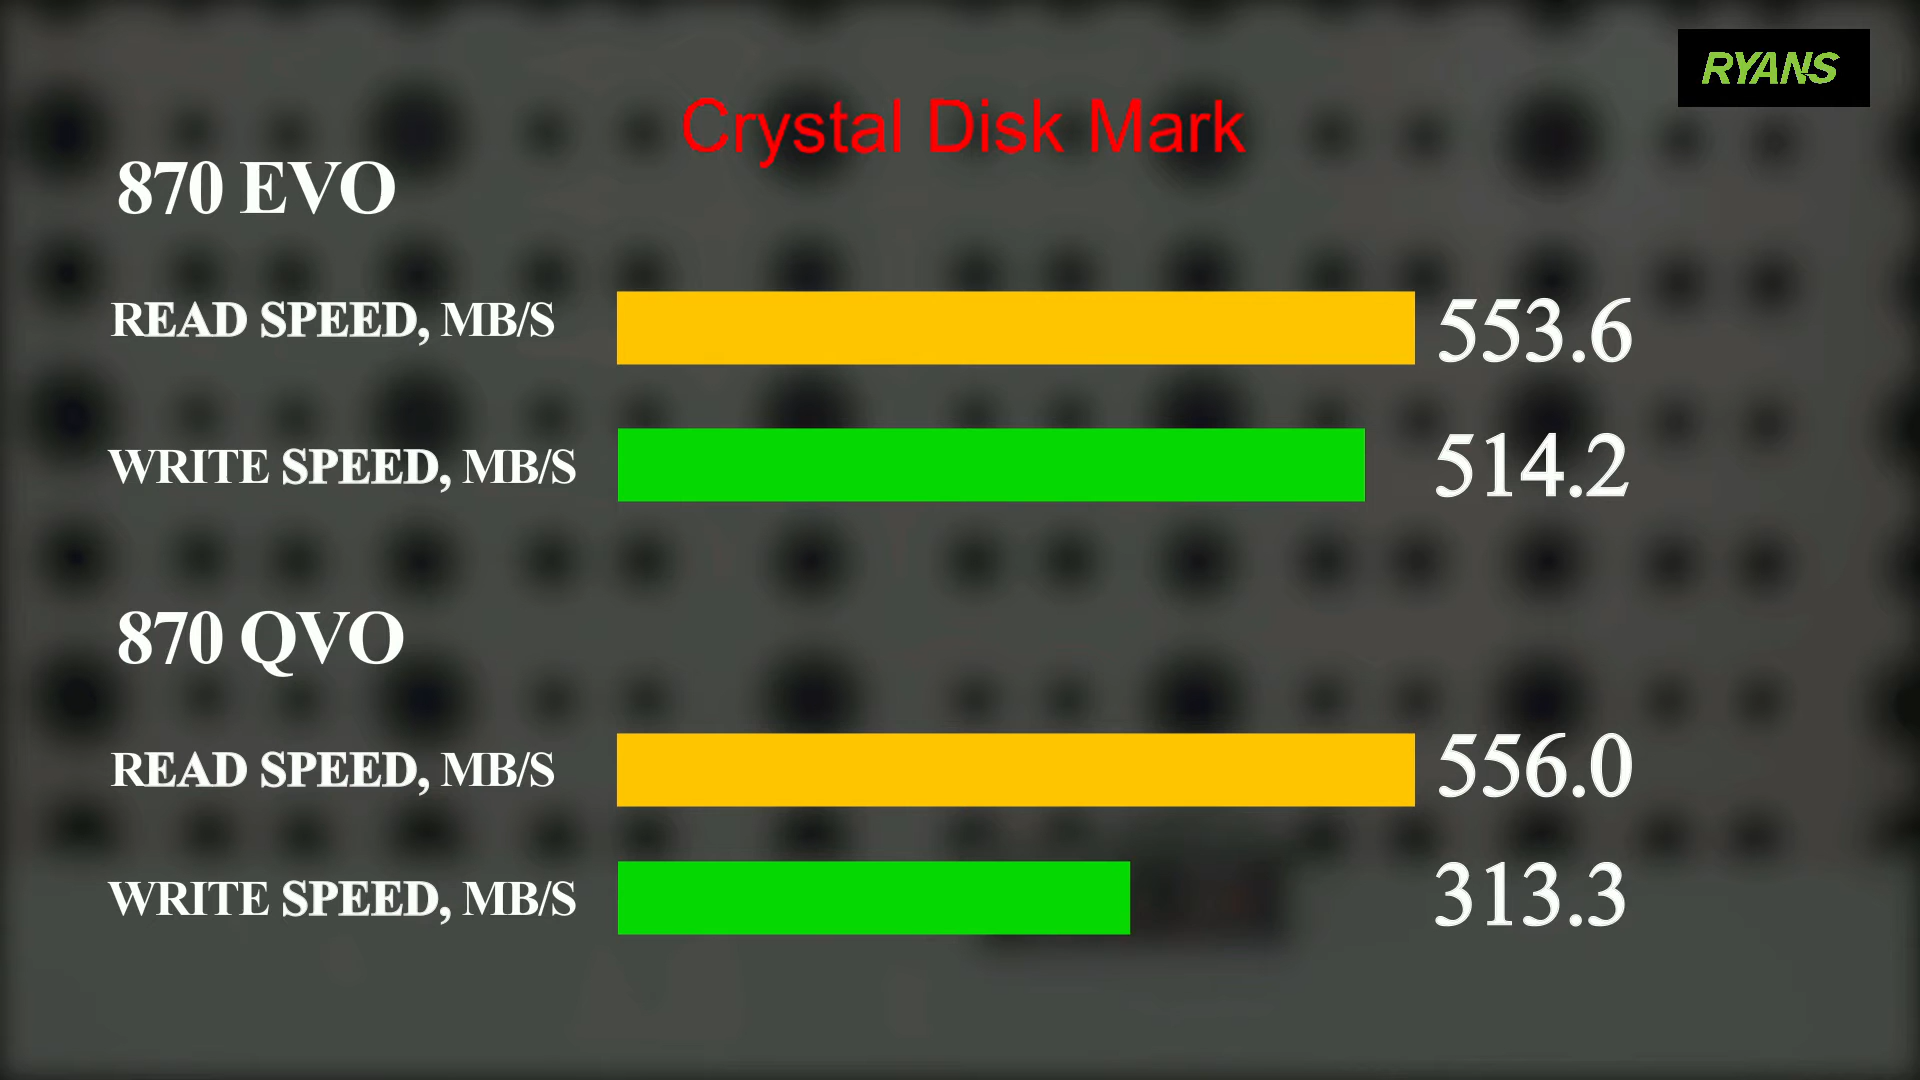 RYANS
Crystal Disk Mark
870 EVO
READ SPEED, MB/S 553.6
WRITE SPEED, MB/S 514.2
870 QVO
READ SPEED, MB/S 556.0
WRITE SPEED, MB/S 313.3